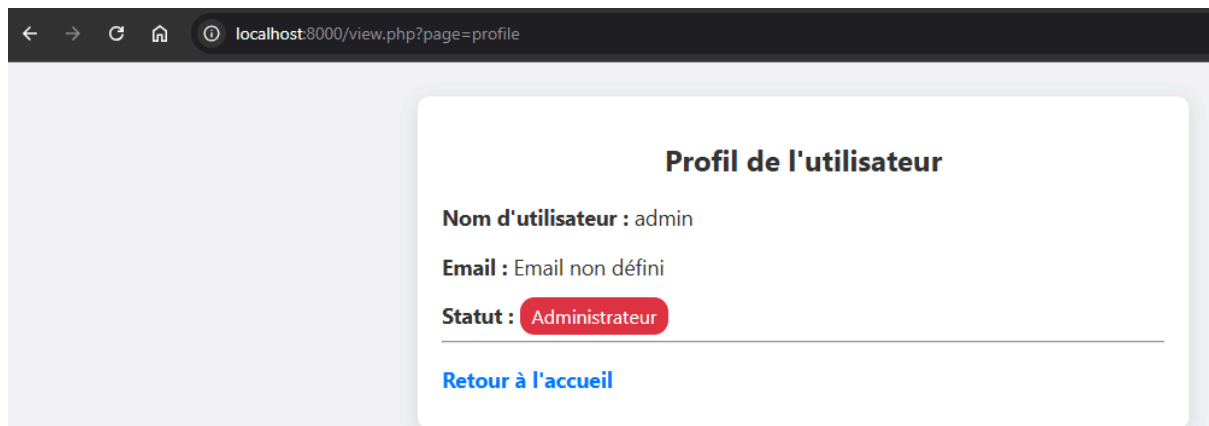 localhost:8000/view.php?page=profile
Profil de l'utilisateur
Nom d'utilisateur : admin
Email : Email non défini
Statut : Administrateur
Retour à l'accueil